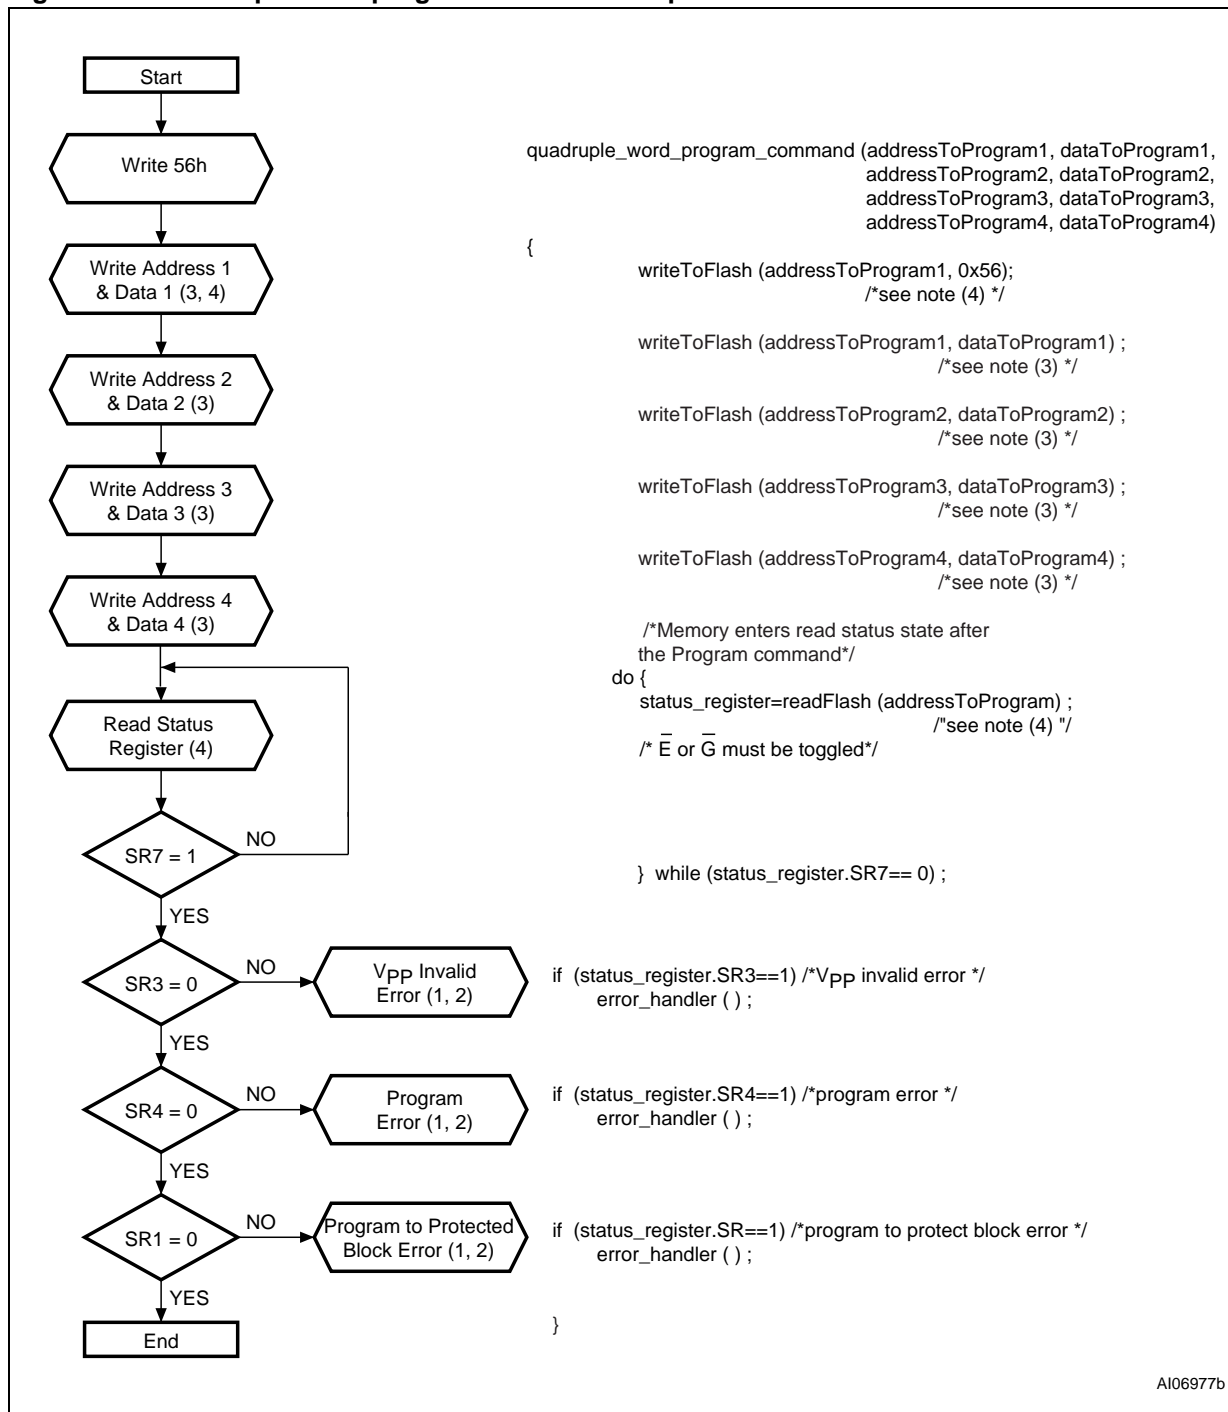 Start
Write 56h
Write Address 1
& Data 1 (3, 4)
Write Address 2
& Data 2 (3)
Write Address 3
& Data 3 (3)
Write Address 4
& Data 4 (3)
Read Status
Register (4)
SR7 = 1
NO
YES
SR3 = 0
NO
VPP Invalid
Error (1, 2)
YES
SR4 = 0
NO
Program
Error (1, 2)
YES
SR1 = 0
NO
Program to Protected
Block Error (1, 2)
YES
End
quadruple_word_program_command (addressToProgram1, dataToProgram1,
addressToProgram2, dataToProgram2,
addressToProgram3, dataToProgram3,
addressToProgram4, dataToProgram4)
{
writeToFlash (addressToProgram1, 0x56);
/*see note (4) */
writeToFlash (addressToProgram1, dataToProgram1) ;
/*see note (3) */
writeToFlash (addressToProgram2, dataToProgram2) ;
/*see note (3) */
writeToFlash (addressToProgram3, dataToProgram3) ;
/*see note (3) */
writeToFlash (addressToProgram4, dataToProgram4) ;
/*see note (3) */
/*Memory enters read status state after
the Program command*/
do {
status_register=readFlash (addressToProgram) ;
/"see note (4) "/
/* E̅ or G̅ must be toggled*/
} while (status_register.SR7== 0) ;
if (status_register.SR3==1) /*VPP invalid error */
error_handler ( ) ;
if (status_register.SR4==1) /*program error */
error_handler ( ) ;
if (status_register.SR==1) /*program to protect block error */
error_handler ( ) ;
}
AI06977b